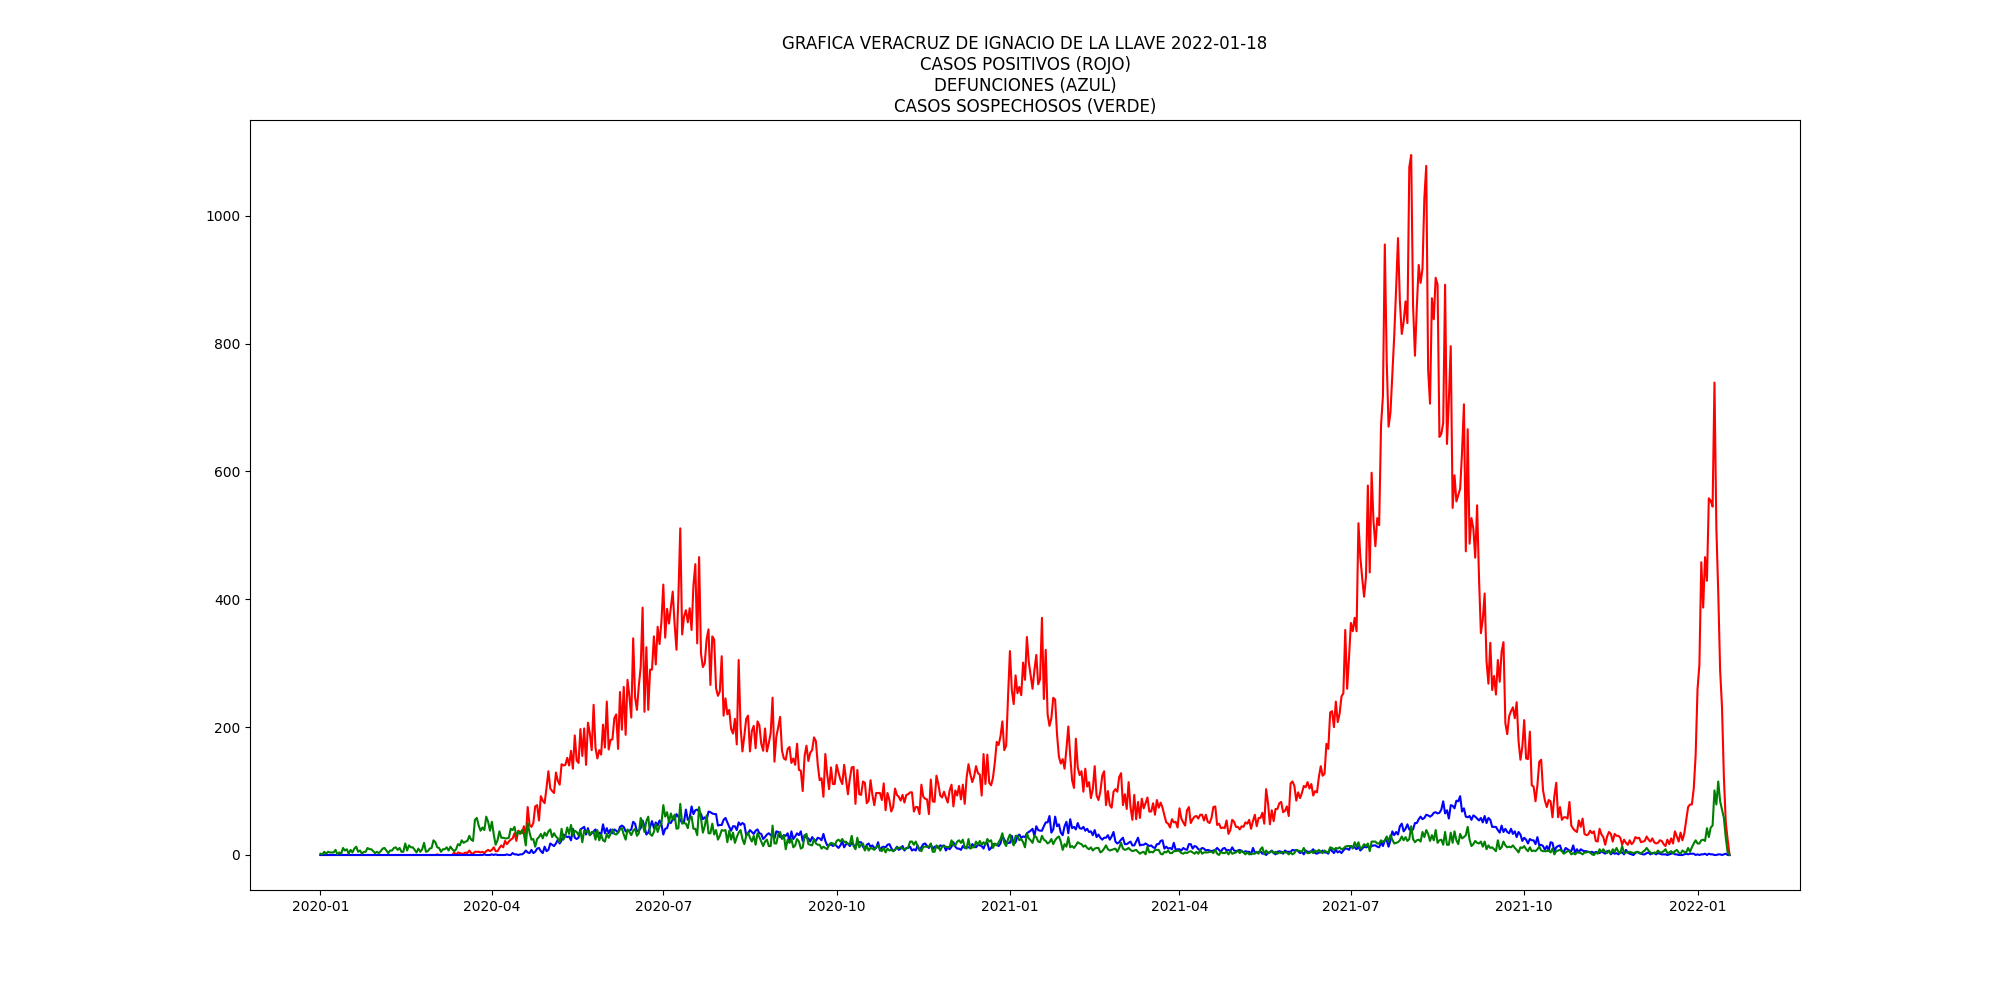 GRAFICA VERACRUZ DE IGNACIO DE LA LLAVE 2022-01-18
CASOS POSITIVOS (ROJO)
DEFUNCIONES (AZUL)
CASOS SOSPECHOSOS (VERDE)
1000
800
600
400
200
0
2020-01 2020-04 2020-07 2020-10 2021-01 2021-04 2021-07 2021-10 2022-01